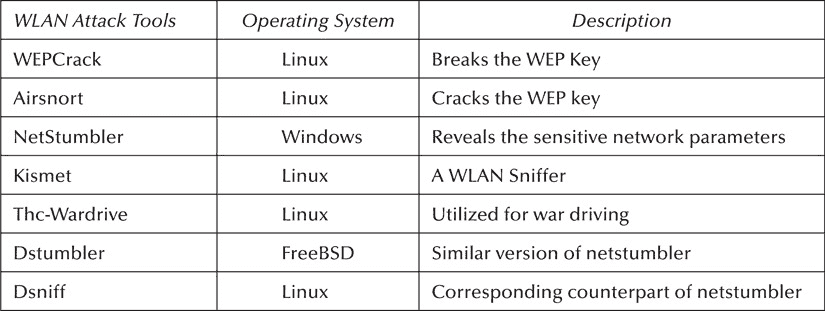 WLAN Attack Tools Operating System Description
WEPCrack Linux Breaks the WEP Key
Airsnort Linux Cracks the WEP key
NetStumbler Windows Reveals the sensitive network parameters
Kismet Linux A WLAN Sniffer
Thc-Wardrive Linux Utilized for war driving
Dstumbler FreeBSD Similar version of netstumbler
Dsniff Linux Corresponding counterpart of netstumbler